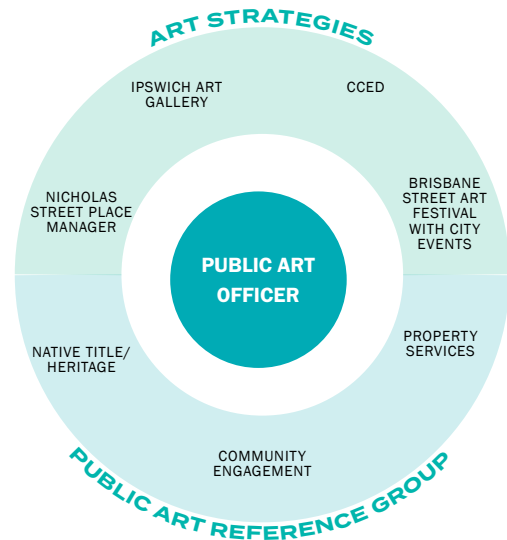 ART STRATEGIES
IPSWICH ART
GALLERY
CCED
NICHOLAS
STREET PLACE
MANAGER
BRISBANE
STREET ART
FESTIVAL
WITH CITY
EVENTS
PUBLIC ART
OFFICER
NATIVE TITLE/
HERITAGE
PROPERTY
SERVICES
COMMUNITY
ENGAGEMENT
PUBLIC ART REFERENCE GROUP